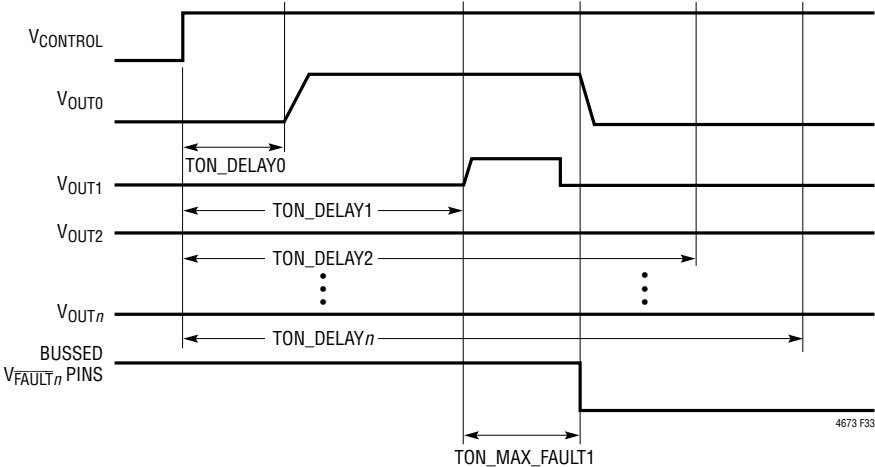 VCONTROL
VOUT0
TON_DELAY0
VOUT1
TON_DELAY1
VOUT2
TON_DELAY2
VOUTn
TON_DELAYn
BUSSED
VFAULTn PINS
4673 F33
TON_MAX_FAULT1